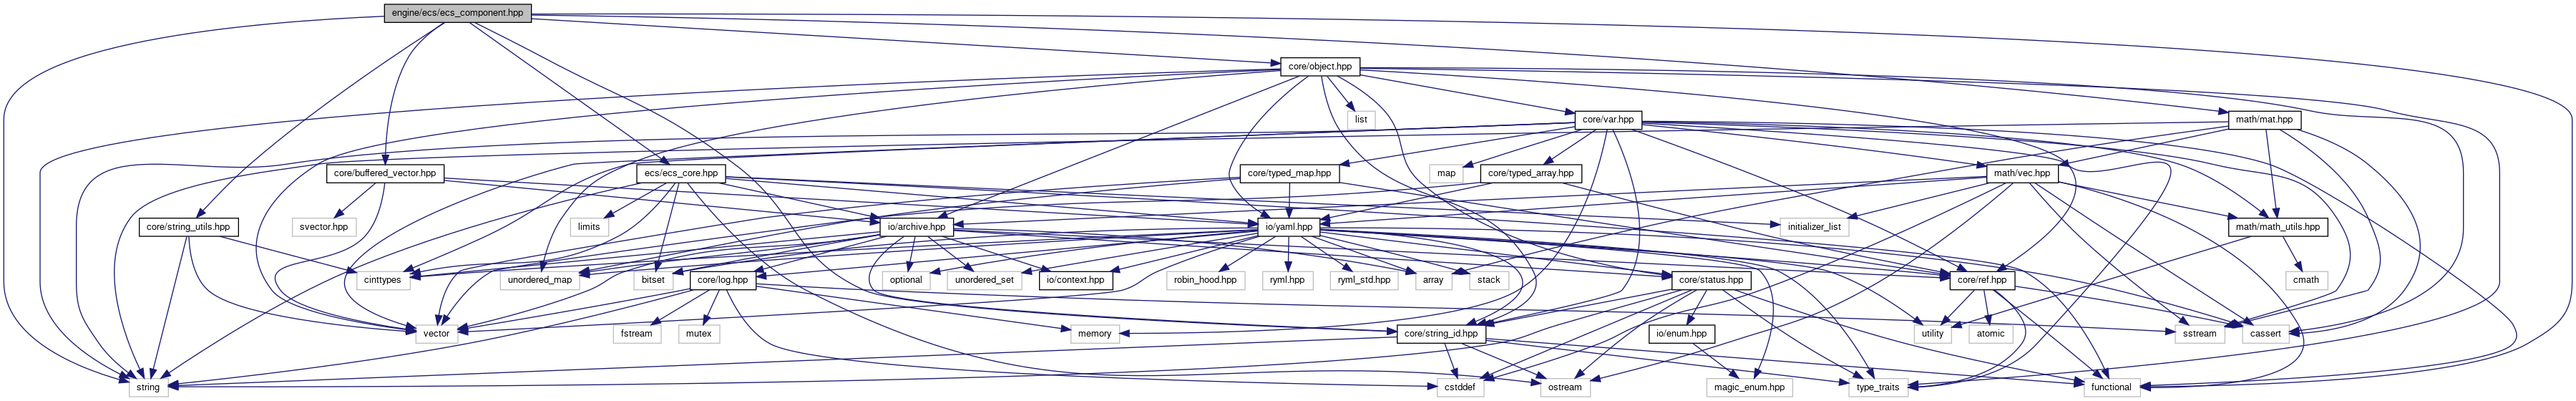 engine/ecs/ecs_component.hpp
core/object.hpp
list
core/var.hpp
math/mat.hpp
core/buffered_vector.hpp
ecs/ecs_core.hpp
core/typed_map.hpp
map
core/typed_array.hpp
math/vec.hpp
core/string_utils.hpp
svector.hpp
limits
io/archive.hpp
io/yaml.hpp
initializer_list
math/math_utils.hpp
cinttypes
unordered_map
bitset
core/log.hpp
optional
unordered_set
io/context.hpp
robin_hood.hpp
ryml.hpp
ryml_std.hpp
array
stack
core/status.hpp
core/ref.hpp
cmath
vector
fstream
mutex
memory
core/string_id.hpp
io/enum.hpp
utility
atomic
sstream
cassert
string
cstddef
ostream
magic_enum.hpp
type_traits
functional